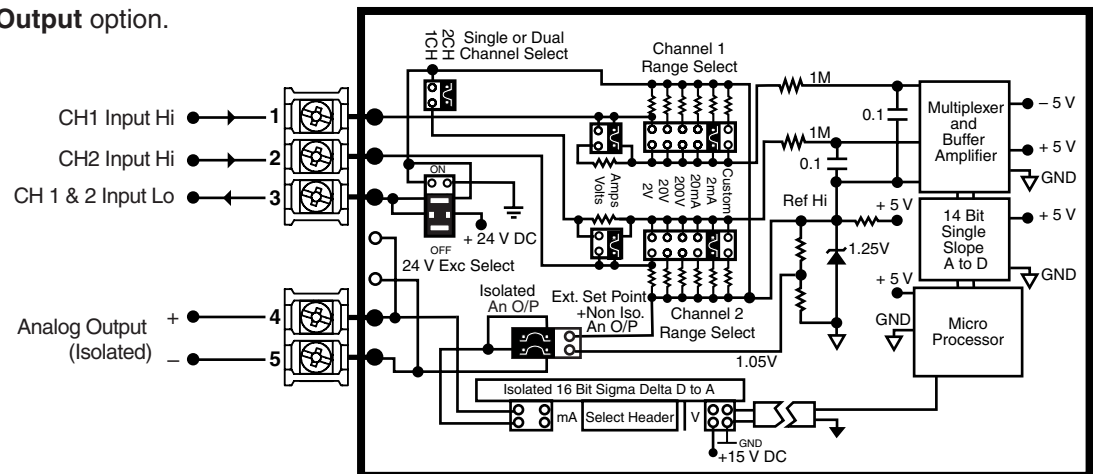 Output option.
Single or Dual
Channel Select
1CH
2CH
Channel 1
Range Select
CH1 Input Hi
1
CH2 Input Hi
2
CH 1 & 2 Input Lo
3
ON
OFF
+ 24 V DC
24 V Exc Select
Volts
Amps
2V
20V
200V
20mA
2mA
Custom
1M
0.1
1M
0.1
Multiplexer
and
Buffer
Amplifier
– 5 V
+ 5 V
GND
Ref Hi
+ 5 V
1.25V
14 Bit
Single
Slope
A to D
+ 5 V
GND
+ 5 V
GND
Micro
Processor
Analog Output
(Isolated)
+
4
–
5
Isolated
An O/P
Ext. Set Point
+Non Iso.
An O/P
Channel 2
Range Select
1.05V
Isolated 16 Bit Sigma Delta D to A
mA
Select Header
V
GND
+15 V DC